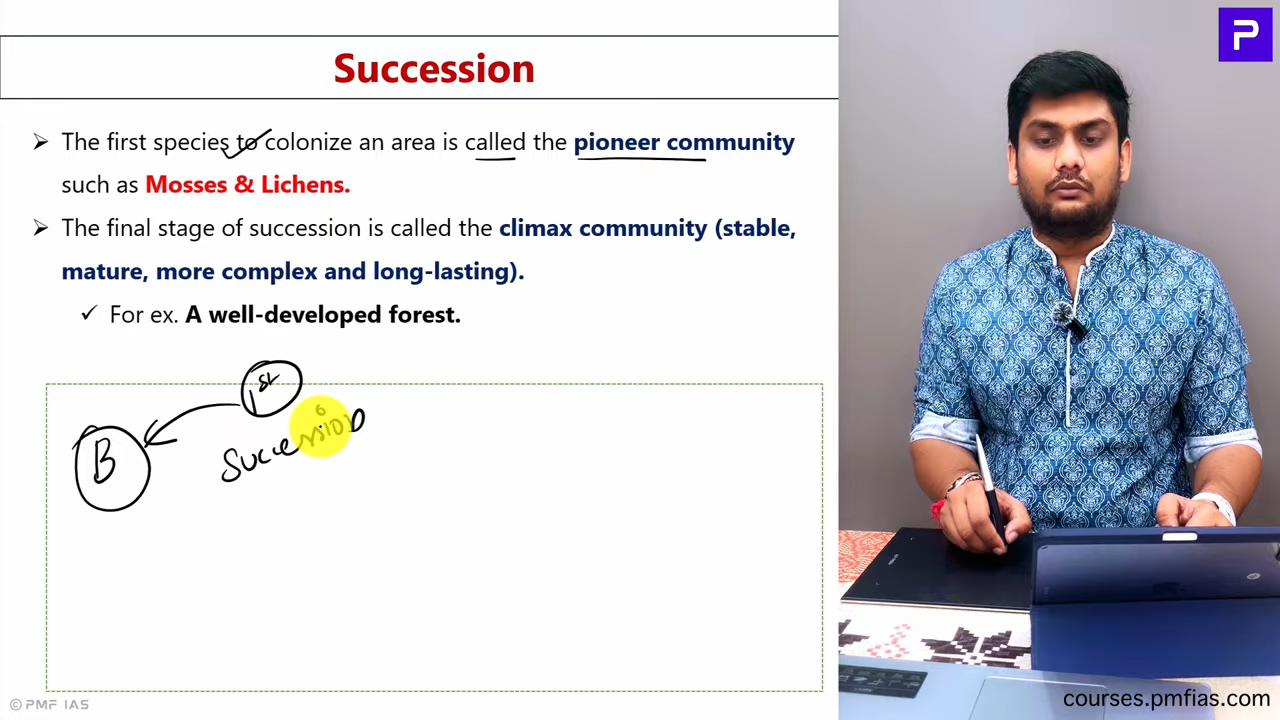 Succession
➢ The first species to colonize an area is called the pioneer community
such as Mosses & Lichens.
➢ The final stage of succession is called the climax community (stable,
mature, more complex and long-lasting).
✓ For ex. A well-developed forest.
1st
B
Succession
© PMF IAS
P
courses.pmfias.com